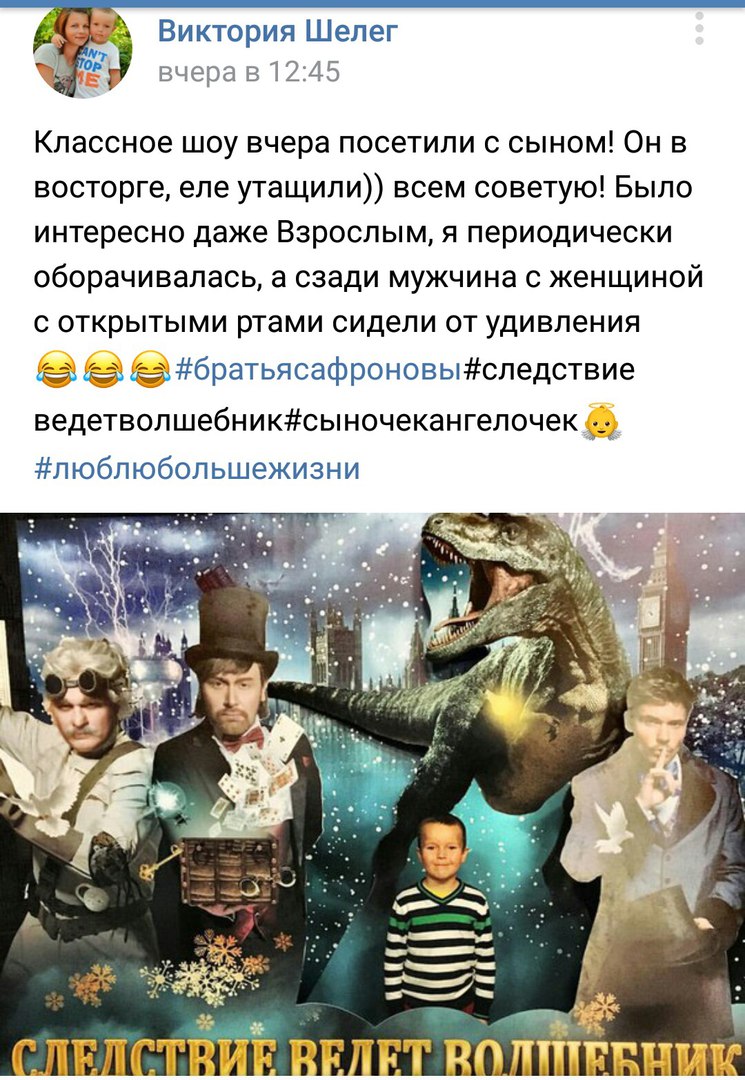 Виктория Шелег
вчера в 12:45
Классное шоу вчера посетили с сыном! Он в
восторге, еле утащили)) всем советую! Было
интересно даже Взрослым, я периодически
оборачивалась, а сзади мужчина с женщиной
с открытыми ртами сидели от удивления
😂😂😂#братьясафроновы#следствие
ведетволшебник#сыночекангелочек👼
#люблюбольшежизни
СЛЕДСТВИЕ ВЕДЕТ ВОЛШЕБНИК